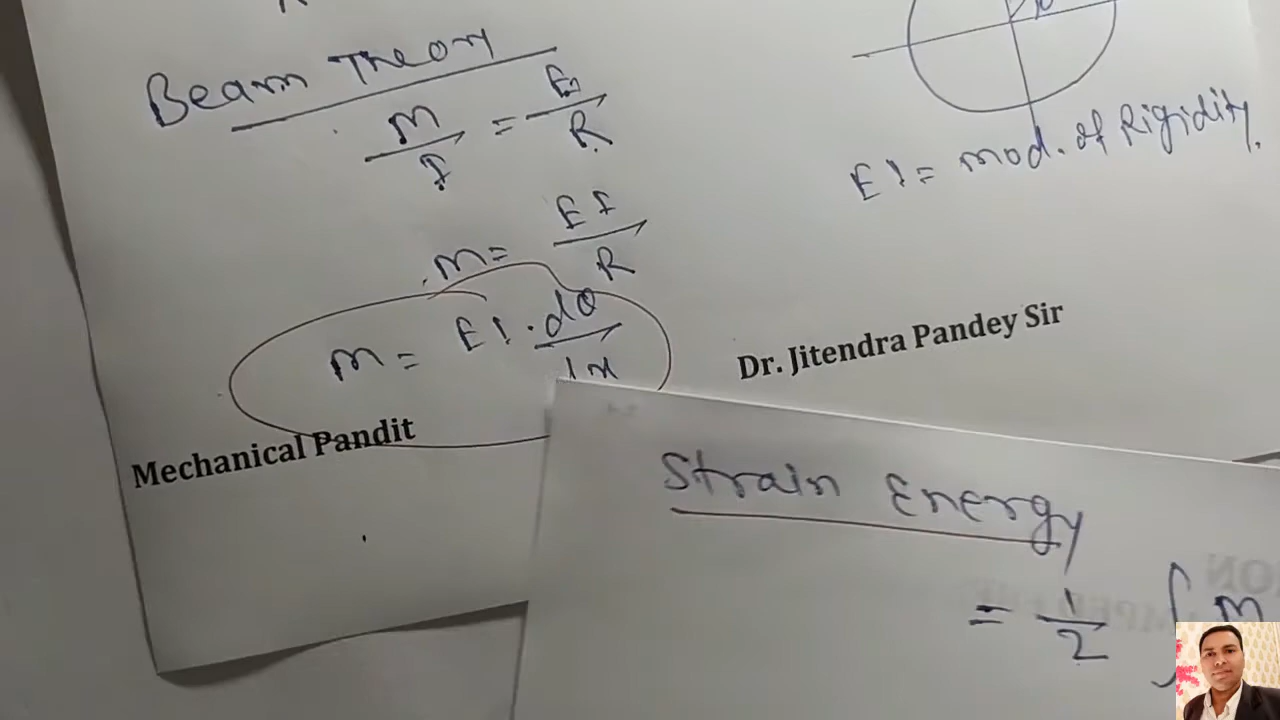 Beam Theory
M/I = E/R
M = EI/R
M = EI · dθ/dx
EI = mod. of Rigidity.
Dr. Jitendra Pandey Sir
Mechanical Pandit
Strain Energy
= 1/2 ∫ M